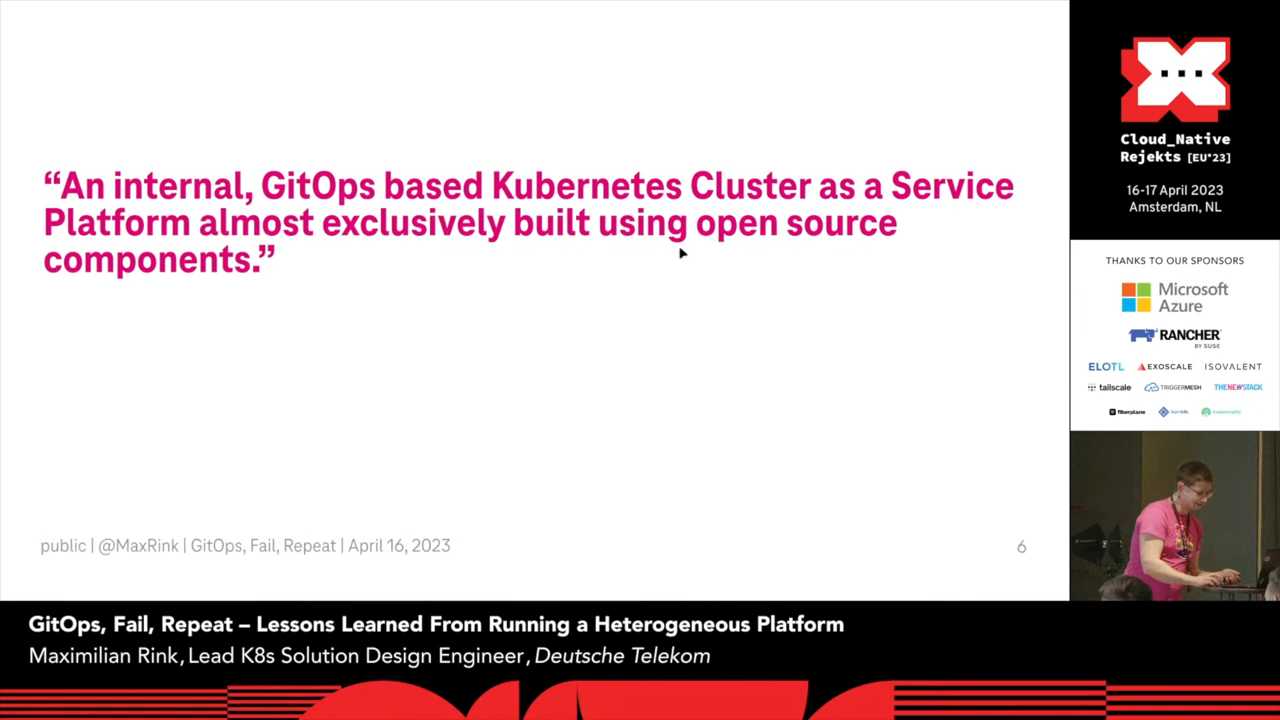 “An internal, GitOps based Kubernetes Cluster as a Service
Platform almost exclusively built using open source
components.”
public | @MaxRink | GitOps, Fail, Repeat | April 16, 2023
6
Cloud_Native
Rejekts [EU'23]
16-17 April 2023
Amsterdam, NL
THANKS TO OUR SPONSORS
Microsoft
Azure
RANCHER
BY SUSE
ELOTL
EXOSCALE
ISOVALENT
tailscale
TRIGGERMESH
THENEWSTACK
fiberplane
GitOps, Fail, Repeat – Lessons Learned From Running a Heterogeneous Platform
Maximilian Rink, Lead K8s Solution Design Engineer, Deutsche Telekom